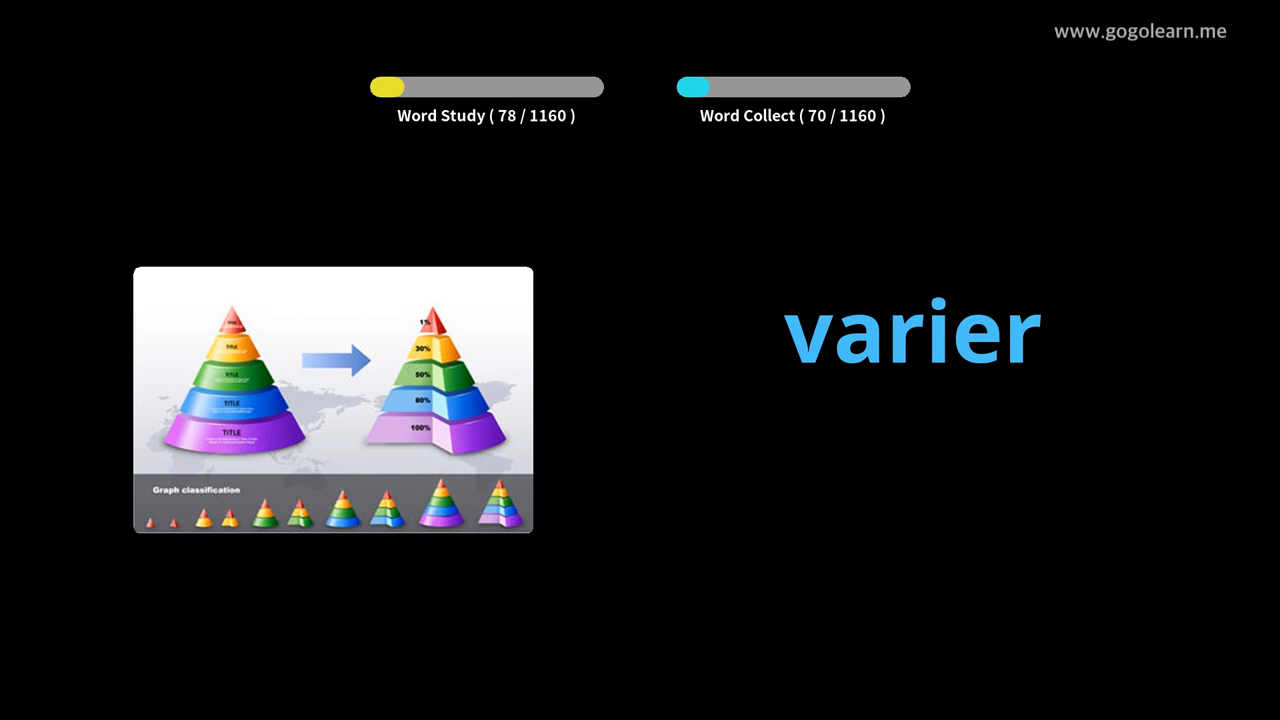 www.gogolearn.me
Word Study ( 78 / 1160 )
Word Collect ( 70 / 1160 )
varier
TITLE
1%
TITLE
30%
TITLE
50%
TITLE
80%
TITLE
100%
Graph classification